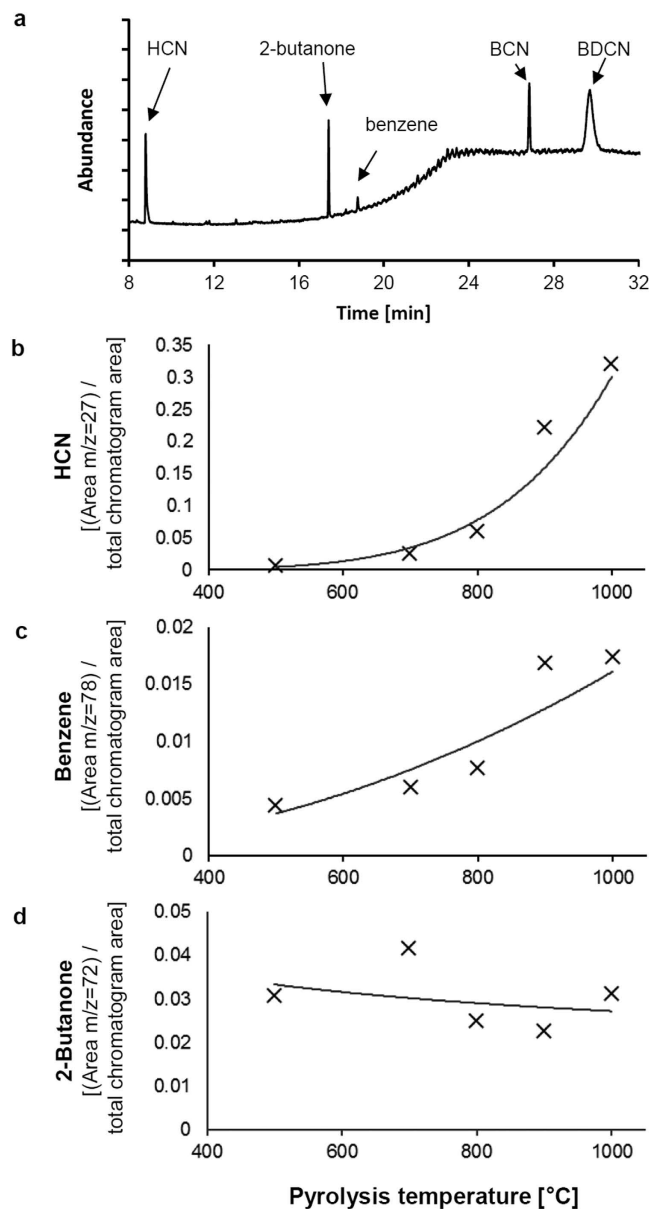 a
HCN
2-butanone
benzene
BCN
BDCN
Abundance
8 12 16 20 24 28 32
Time [min]
b
HCN
[(Area m/z=27) /
total chromatogram area]
0.35
0.3
0.25
0.2
0.15
0.1
0.05
0
400 600 800 1000
c
Benzene
[(Area m/z=78) /
total chromatogram area]
0.02
0.015
0.01
0.005
0
400 600 800 1000
d
2-Butanone
[(Area m/z=72) /
total chromatogram area]
0.05
0.04
0.03
0.02
0.01
0
400 600 800 1000
Pyrolysis temperature [°C]